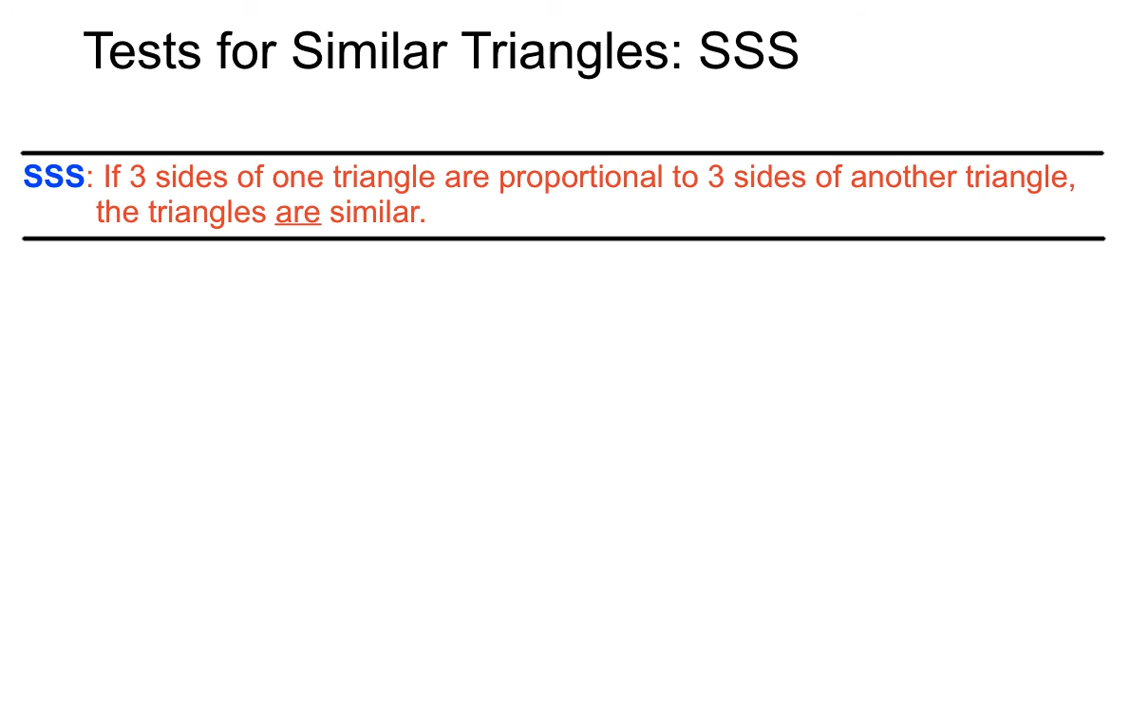 Tests for Similar Triangles: SSS
SSS: If 3 sides of one triangle are proportional to 3 sides of another triangle,
the triangles are similar.